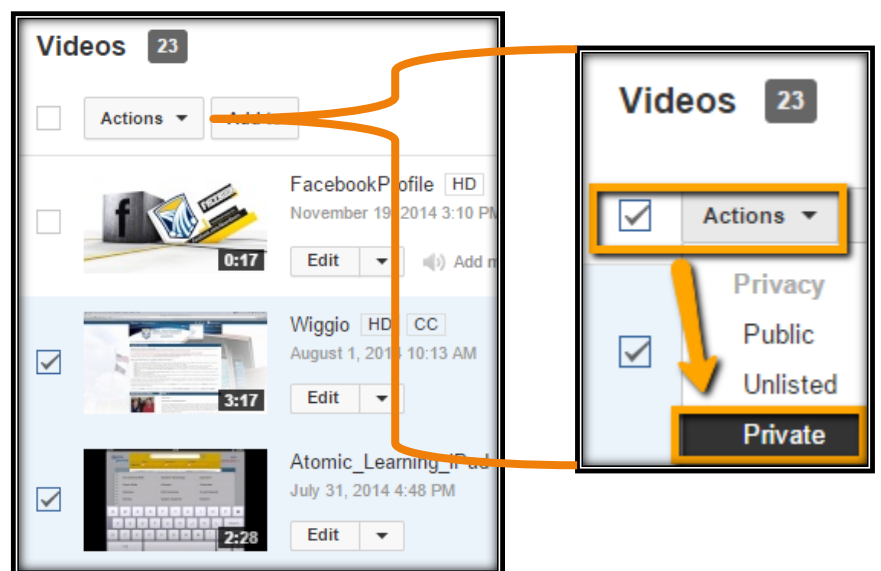 Videos 23
Actions
FacebookProfile HD
November 19, 2014 3:10 PM
0:17
Edit
Wiggio HD CC
August 1, 2014 10:13 AM
3:17
Edit
Atomic_Learning_iPad
July 31, 2014 4:48 PM
2:28
Edit
Videos 23
Actions
Privacy
Public
Unlisted
Private